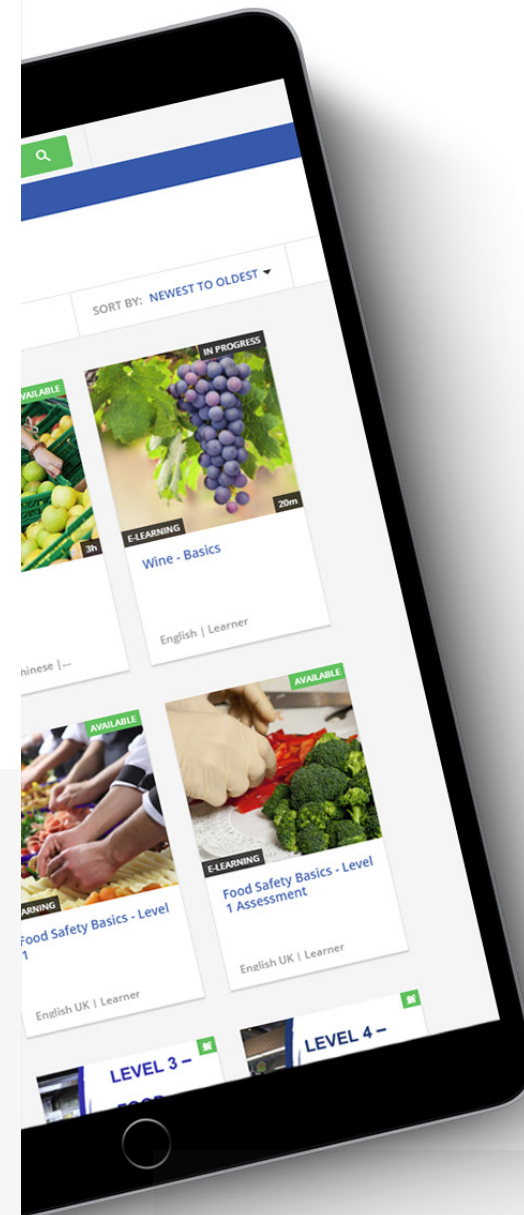 SORT BY: NEWEST TO OLDEST
IN PROGRESS
E-LEARNING
20m
Wine - Basics
English | Learner
AVAILABLE
3h
hinese |...
AVAILABLE
ARNING
Food Safety Basics - Level
1
English UK | Learner
AVAILABLE
E-LEARNING
Food Safety Basics - Level
1 Assessment
English UK | Learner
LEVEL 3 –
LEVEL 4 –